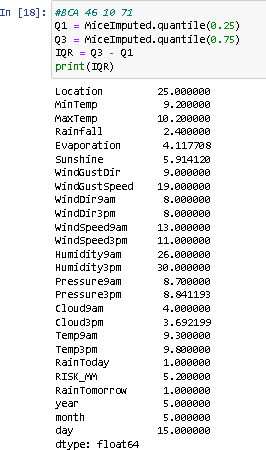 In [18]: #BCA 46 10 71
Q1 = MiceImputed.quantile(0.25)
Q3 = MiceImputed.quantile(0.75)
IQR = Q3 - Q1
print(IQR)
Location 25.000000
MinTemp 9.200000
MaxTemp 10.200000
Rainfall 2.400000
Evaporation 4.117708
Sunshine 5.914120
WindGustDir 9.000000
WindGustSpeed 19.000000
WindDir9am 8.000000
WindDir3pm 8.000000
WindSpeed9am 13.000000
WindSpeed3pm 11.000000
Humidity9am 26.000000
Humidity3pm 30.000000
Pressure9am 8.700000
Pressure3pm 8.841193
Cloud9am 4.000000
Cloud3pm 3.692199
Temp9am 9.300000
Temp3pm 9.800000
RainToday 1.000000
RISK_MM 5.200000
RainTomorrow 1.000000
year 5.000000
month 5.000000
day 15.000000
dtype: float64